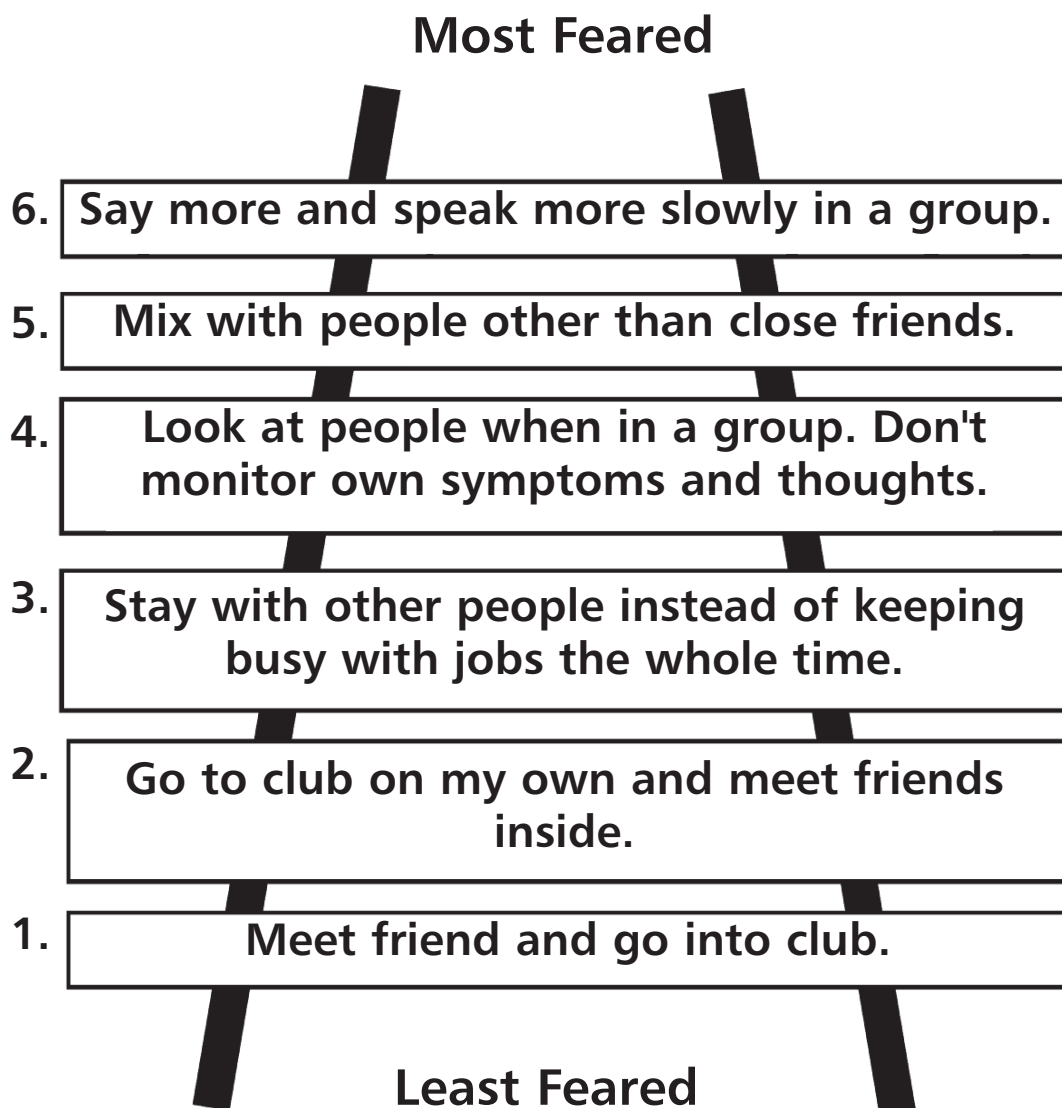 Most Feared
6. Say more and speak more slowly in a group.
5. Mix with people other than close friends.
4. Look at people when in a group. Don't
monitor own symptoms and thoughts.
3. Stay with other people instead of keeping
busy with jobs the whole time.
2. Go to club on my own and meet friends
inside.
1. Meet friend and go into club.
Least Feared